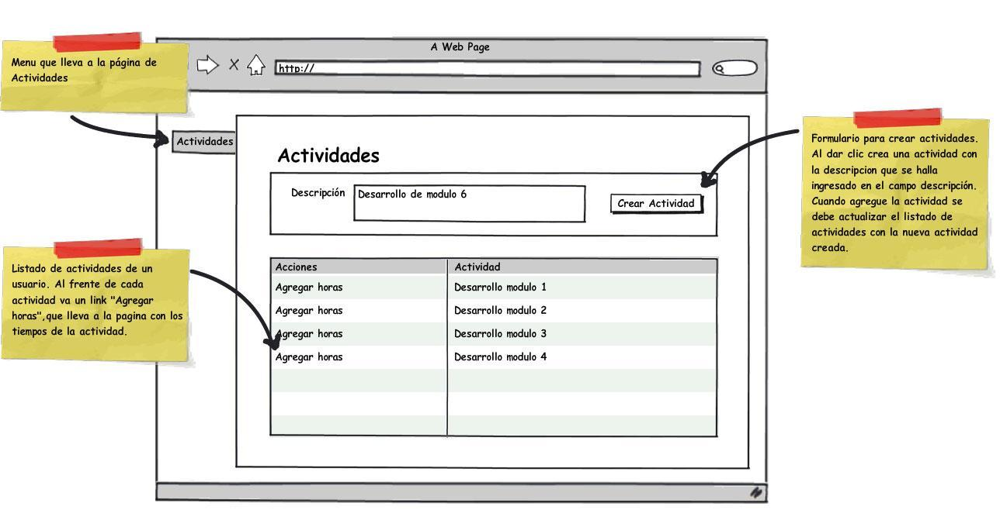 A Web Page
http://
Menu que lleva a la página de
Actividades
Actividades
Actividades
Descripción
Desarrollo de modulo 6
Crear Actividad
Formulario para crear actividades.
Al dar clic crea una actividad con
la descripcion que se halla
ingresado en el campo descripción.
Cuando agregue la actividad se
debe actualizar el listado de
actividades con la nueva actividad
creada.
Listado de actividades de un
usuario. Al frente de cada
actividad va un link "Agregar
horas",que lleva a la pagina con los
tiempos de la actividad.
Acciones Actividad
Agregar horas Desarrollo modulo 1
Agregar horas Desarrollo modulo 2
Agregar horas Desarrollo modulo 3
Agregar horas Desarrollo modulo 4